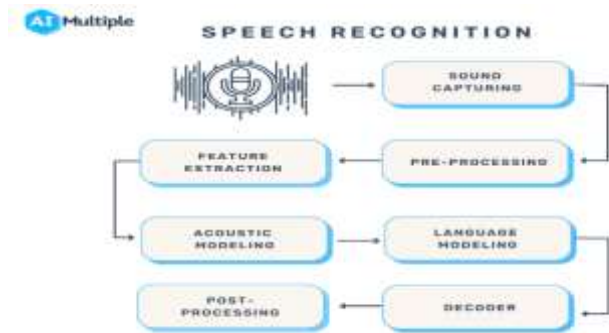 AI Multiple
SPEECH RECOGNITION
SOUND
CAPTURING
PRE-PROCESSING
FEATURE
EXTRACTION
ACOUSTIC
MODELING
LANGUAGE
MODELING
DECODER
POST-
PROCESSING